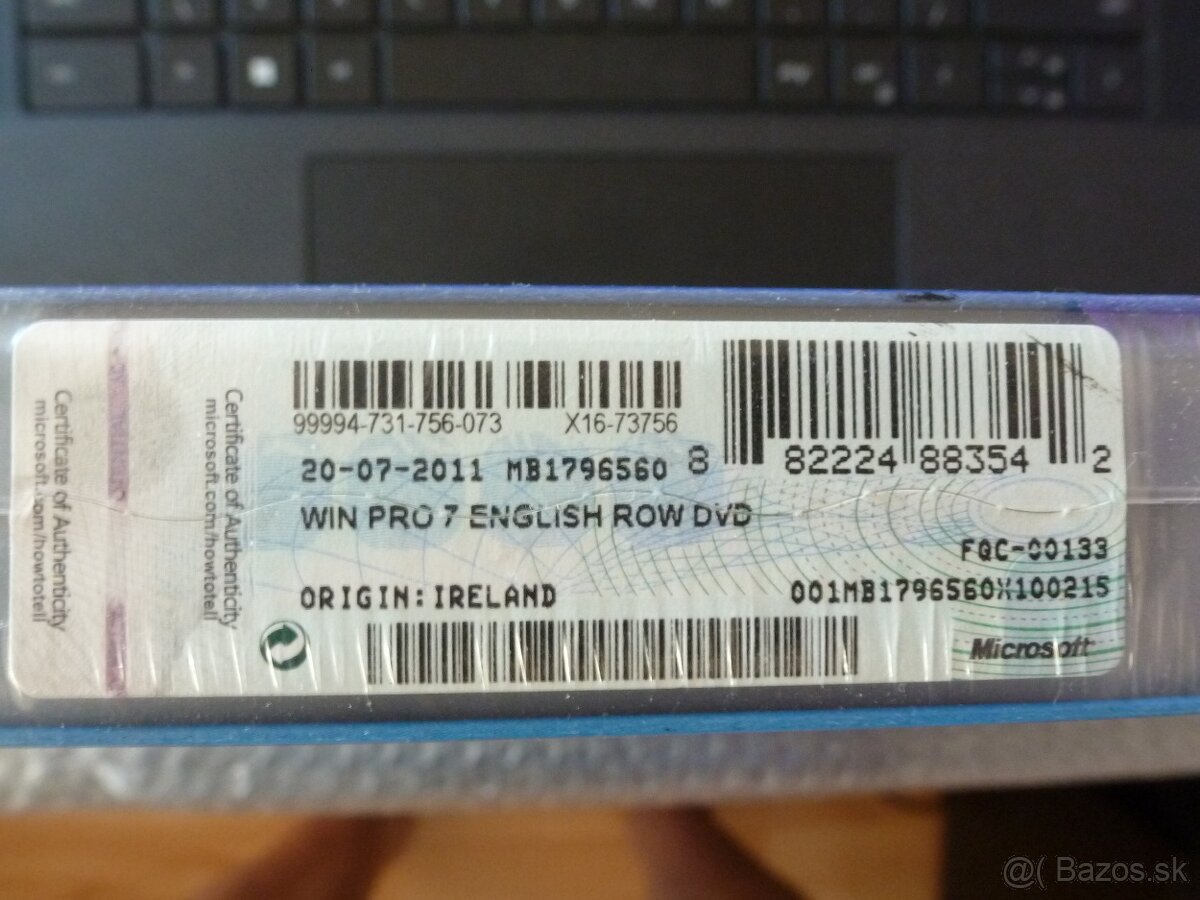 Certificate of Authenticity
microsoft.com/howtotell
Certificate of Authenticity
microsoft.com/howtotell
99994-731-756-073 X16-73756
8 82224 88354 2
20-07-2011 MB1796560
WIN PRO 7 ENGLISH ROW DVD
FQC-00133
ORIGIN: IRELAND 001MB1796560X100215
Microsoft
@( Bazos.sk